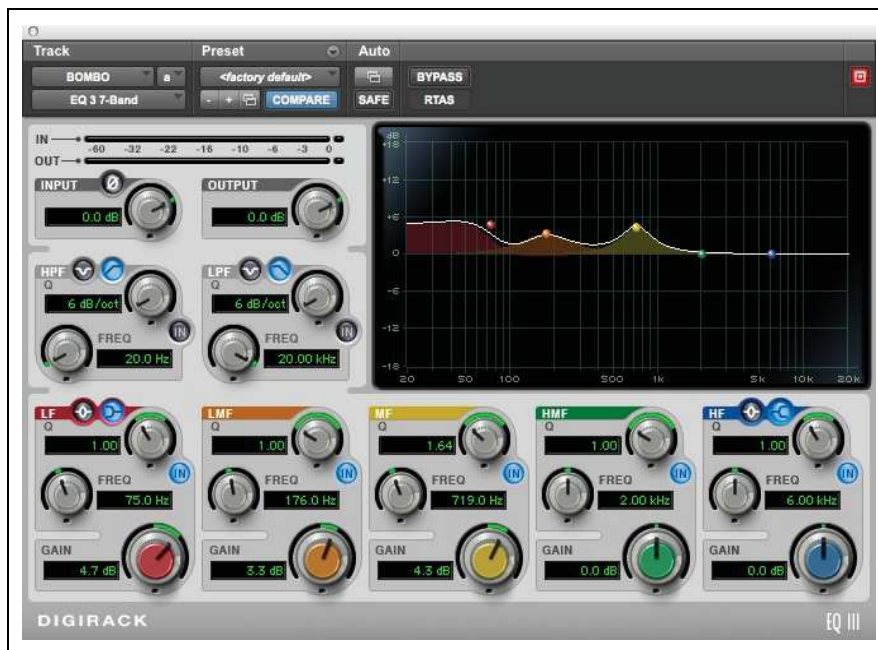 Track Preset Auto
BOMBO a <factory default> BYPASS
EQ 3 7-Band - + COMPARE SAFE RTAS
IN
-60 -32 -22 -16 -10 -6 -3 0
OUT
INPUT Ø OUTPUT
0.0 dB 0.0 dB
HPF LPF
Q Q
6 dB/oct 6 dB/oct
IN IN
FREQ FREQ
20.0 Hz 20.00 kHz
dB
+18
+12
+6
0
-6
-12
-18
20 50 100 500 1k 5k 10k 20k
LF LMF MF HMF HF
Q Q Q Q Q
1.00 1.00 1.64 1.00 1.00
IN IN IN IN IN
FREQ FREQ FREQ FREQ FREQ
75.0 Hz 176.0 Hz 719.0 Hz 2.00 kHz 6.00 kHz
GAIN GAIN GAIN GAIN GAIN
4.7 dB 3.3 dB 4.3 dB 0.0 dB 0.0 dB
DIGIRACK EQ III